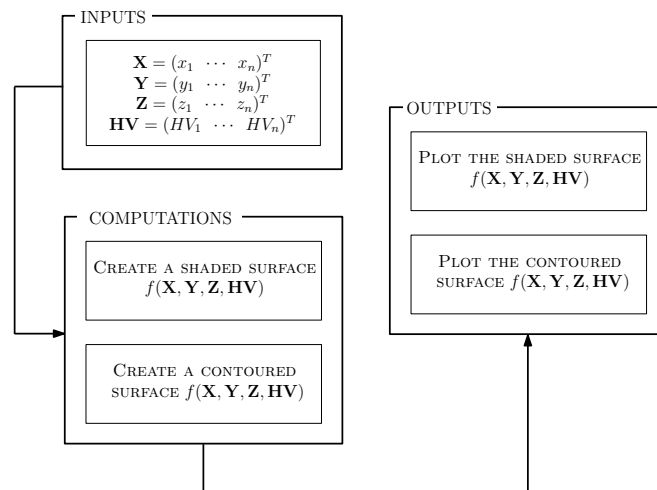 INPUTS
X = (x₁ ⋯ xₙ)ᵀ
Y = (y₁ ⋯ yₙ)ᵀ
Z = (z₁ ⋯ zₙ)ᵀ
HV = (HV₁ ⋯ HVₙ)ᵀ
COMPUTATIONS
CREATE A SHADED SURFACE
f(X, Y, Z, HV)
CREATE A CONTOURED
SURFACE f(X, Y, Z, HV)
OUTPUTS
PLOT THE SHADED SURFACE
f(X, Y, Z, HV)
PLOT THE CONTOURED
SURFACE f(X, Y, Z, HV)